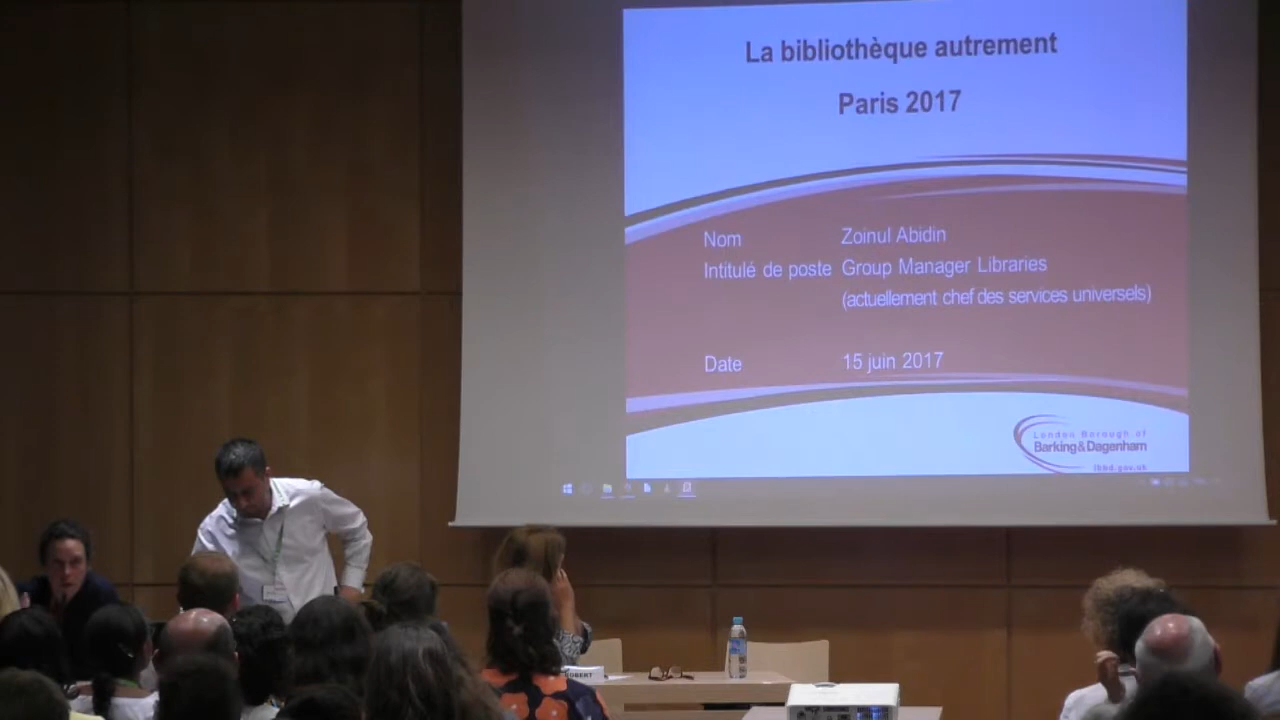 La bibliothèque autrement
Paris 2017
Nom Zoinul Abidin
Intitulé de poste Group Manager Libraries
(actuellement chef des services universels)
Date 15 juin 2017
London Borough of
Barking&Dagenham
lbbd.gov.uk